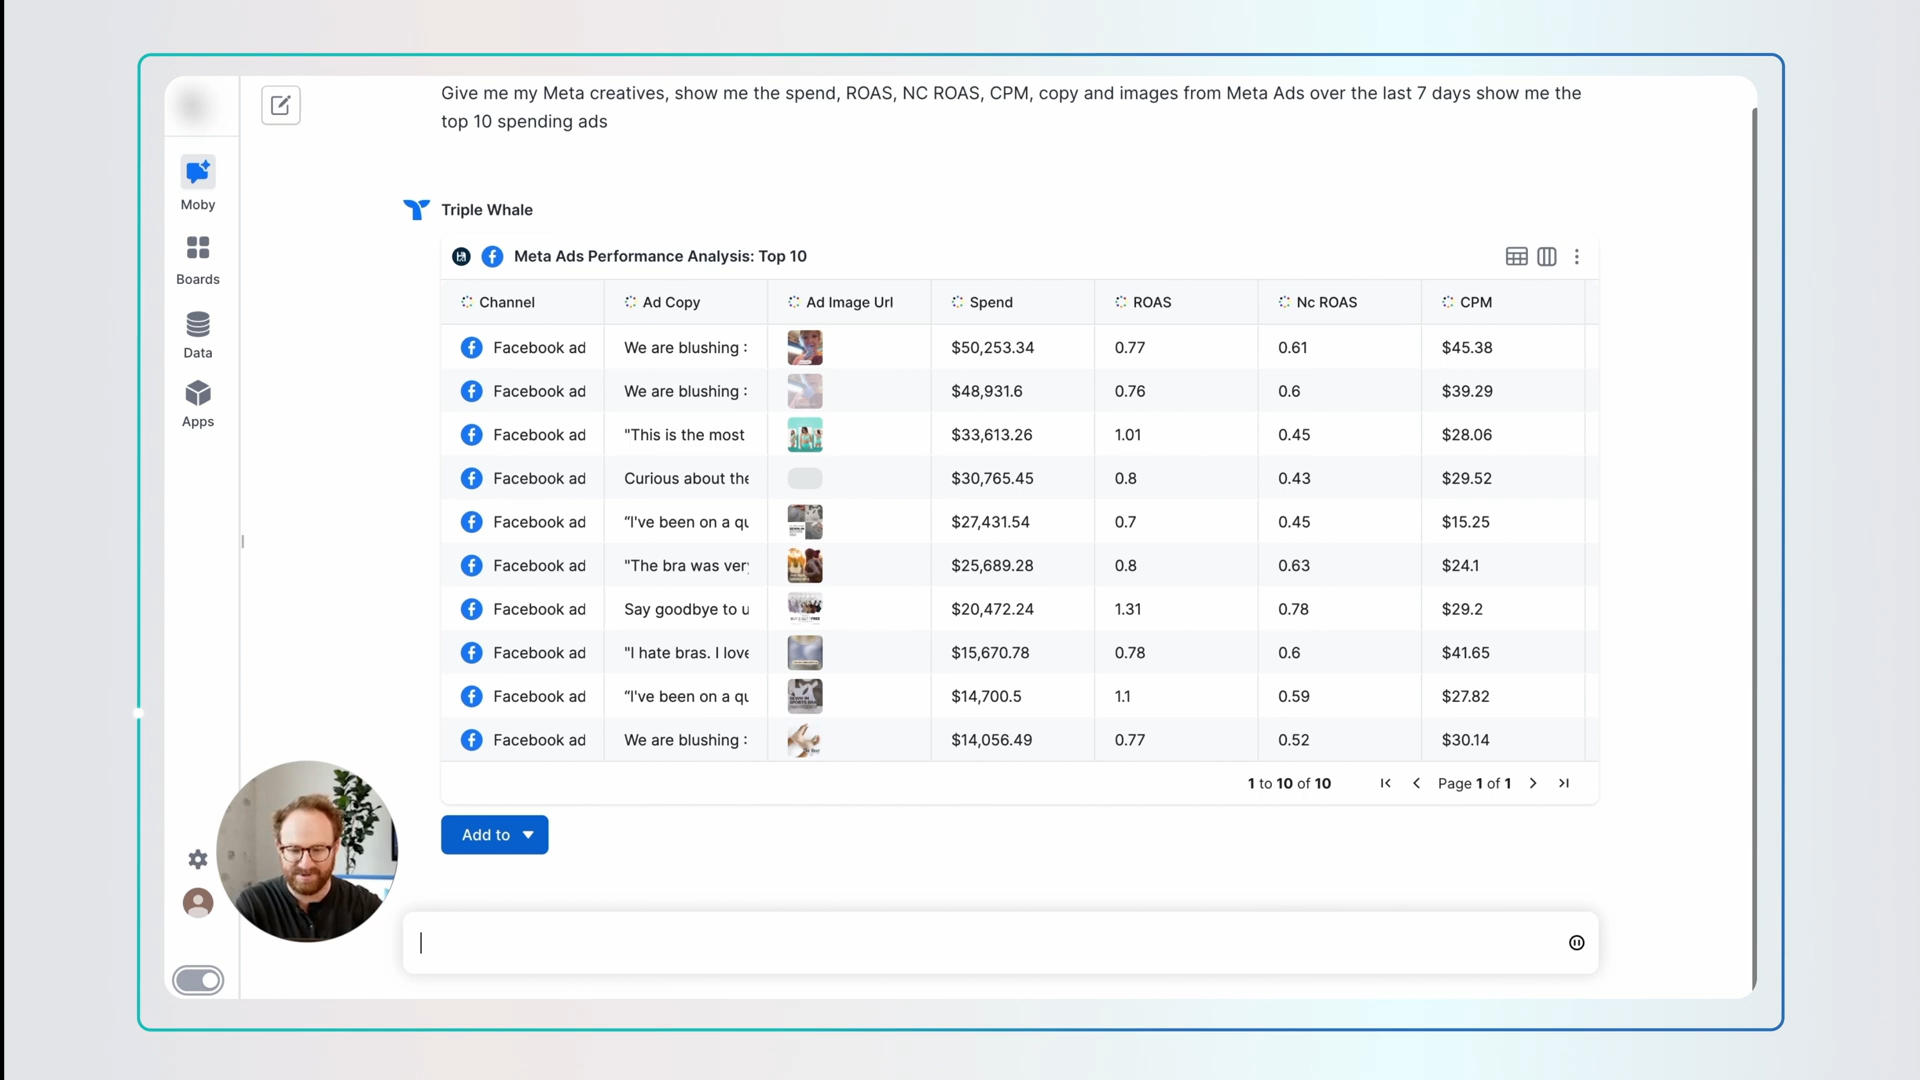 Give me my Meta creatives, show me the spend, ROAS, NC ROAS, CPM, copy and images from Meta Ads over the last 7 days show me the
top 10 spending ads
Moby
Boards
Data
Apps
Triple Whale
Meta Ads Performance Analysis: Top 10
Channel Ad Copy Ad Image Url Spend ROAS Nc ROAS CPM
Facebook ad We are blushing : $50,253.34 0.77 0.61 $45.38
Facebook ad We are blushing : $48,931.6 0.76 0.6 $39.29
Facebook ad "This is the most $33,613.26 1.01 0.45 $28.06
Facebook ad Curious about the $30,765.45 0.8 0.43 $29.52
Facebook ad “I've been on a qu $27,431.54 0.7 0.45 $15.25
Facebook ad "The bra was very $25,689.28 0.8 0.63 $24.1
Facebook ad Say goodbye to u $20,472.24 1.31 0.78 $29.2
Facebook ad "I hate bras. I love $15,670.78 0.78 0.6 $41.65
Facebook ad “I've been on a qu $14,700.5 1.1 0.59 $27.82
Facebook ad We are blushing : $14,056.49 0.77 0.52 $30.14
1 to 10 of 10 Page 1 of 1
Add to